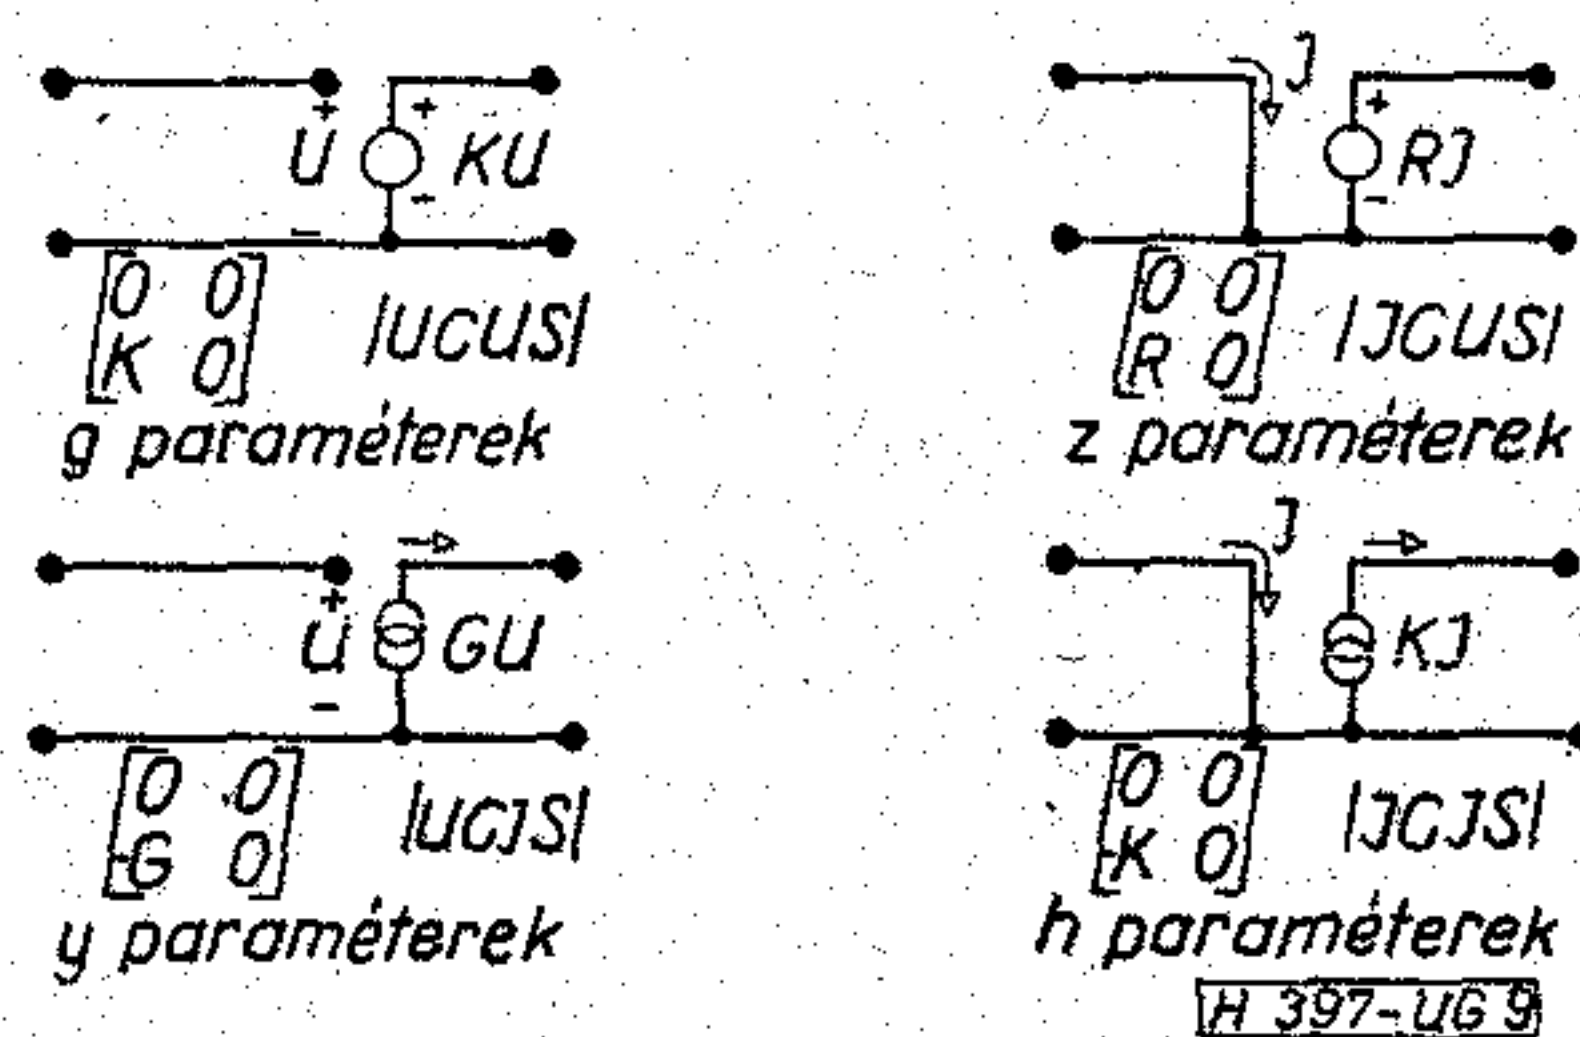 + +
U KU
-
-
[0 0
K 0] |UCUS|
g paraméterek
J
+
RJ
-
[0 0
R 0] |JCUS|
z paraméterek
+
U GU
-
[0 0
-G 0] |UCJS|
y paraméterek
J
KJ
[0 0
-K 0] |JCJS|
h paraméterek
H 397-UG 9